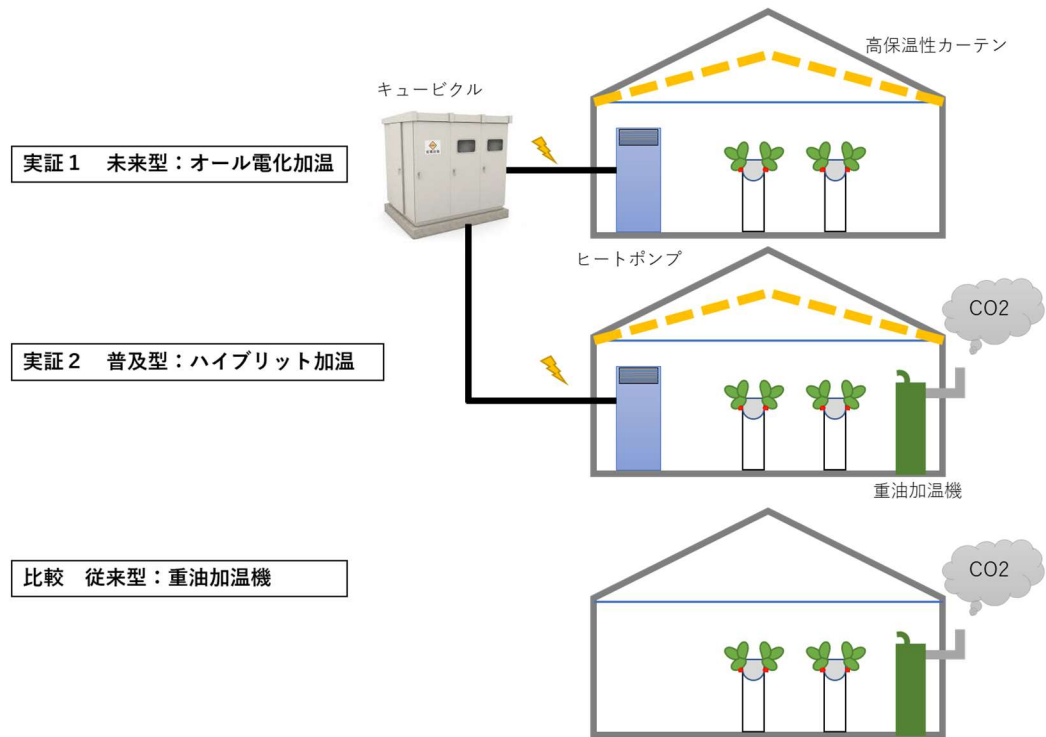 高保温性カーテン
キュービクル
実証１　未来型：オール電化加温
ヒートポンプ
CO2
実証２　普及型：ハイブリット加温
重油加温機
CO2
比較　従来型：重油加温機